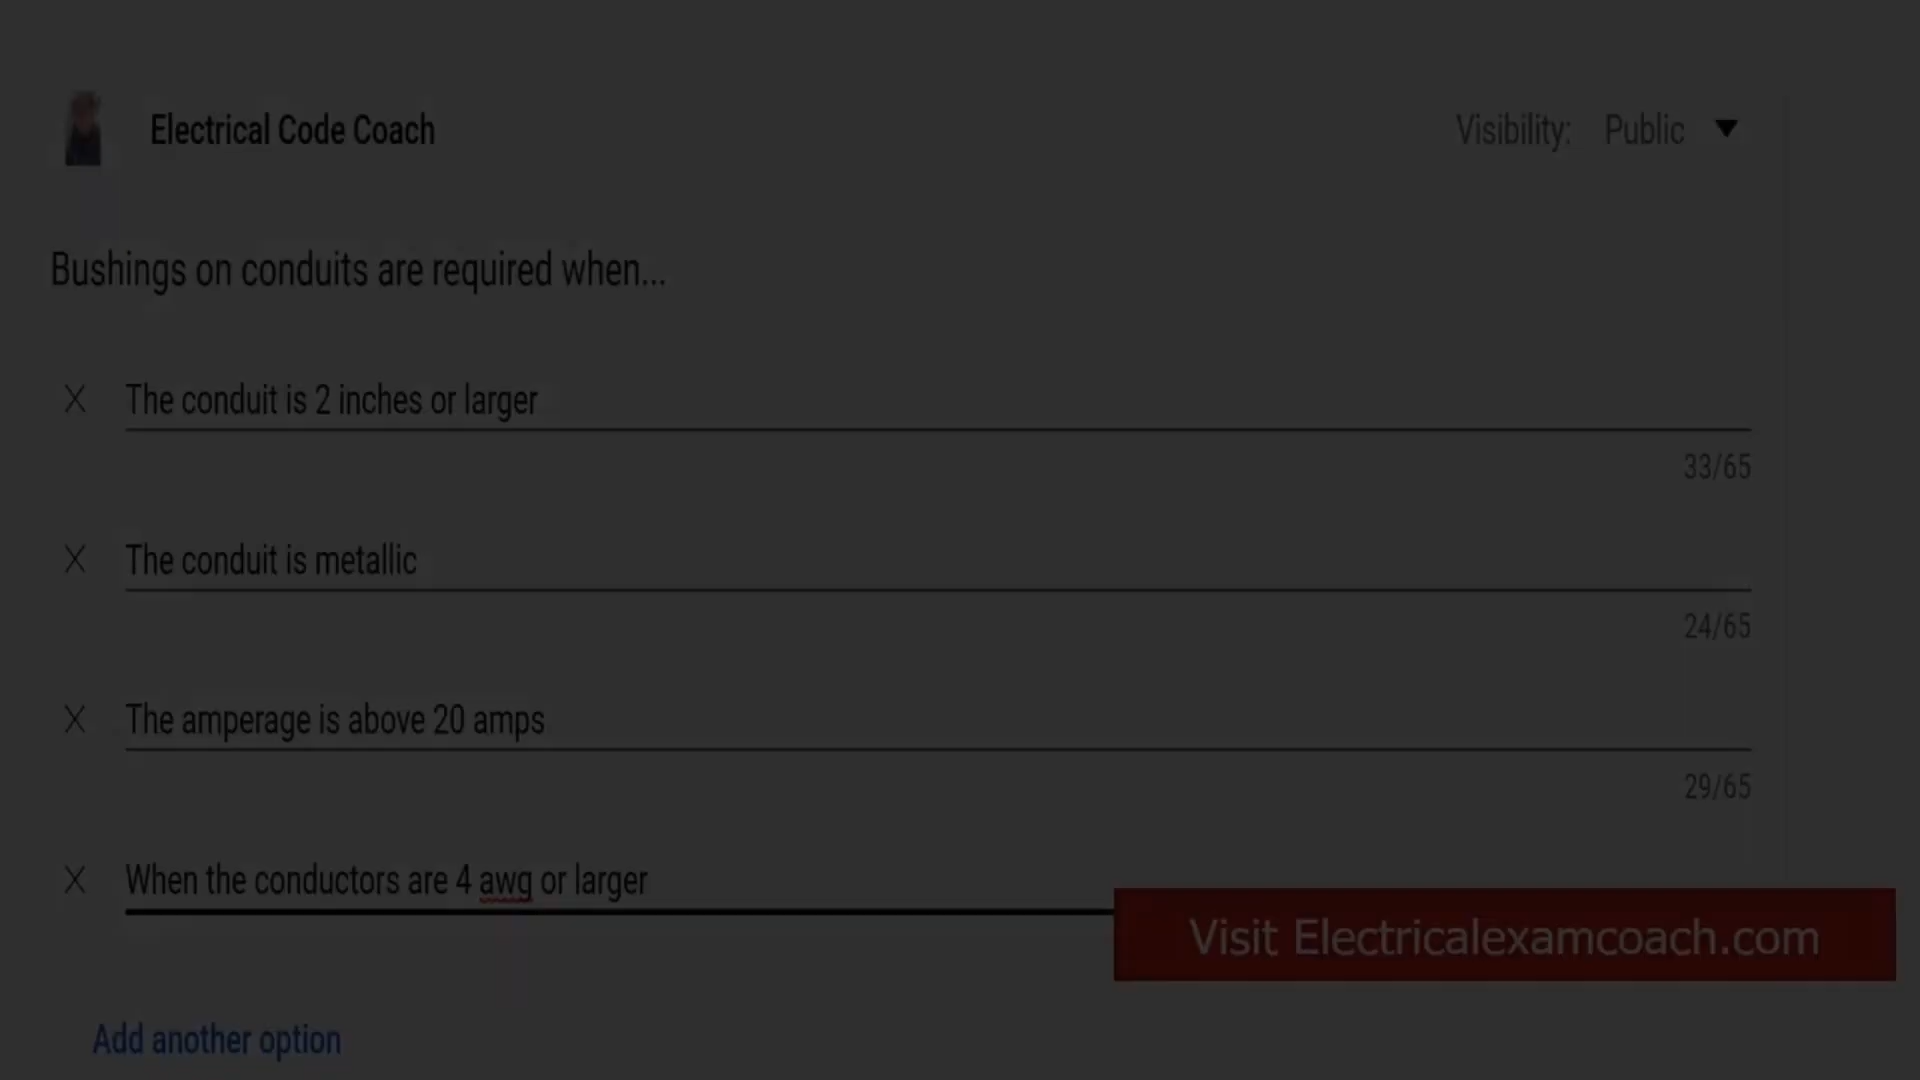 Electrical Code Coach
Visibility: Public
Bushings on conduits are required when...
X The conduit is 2 inches or larger
33/65
X The conduit is metallic
24/65
X The amperage is above 20 amps
29/65
X When the conductors are 4 awg or larger
Visit Electricalexamcoach.com
Add another option